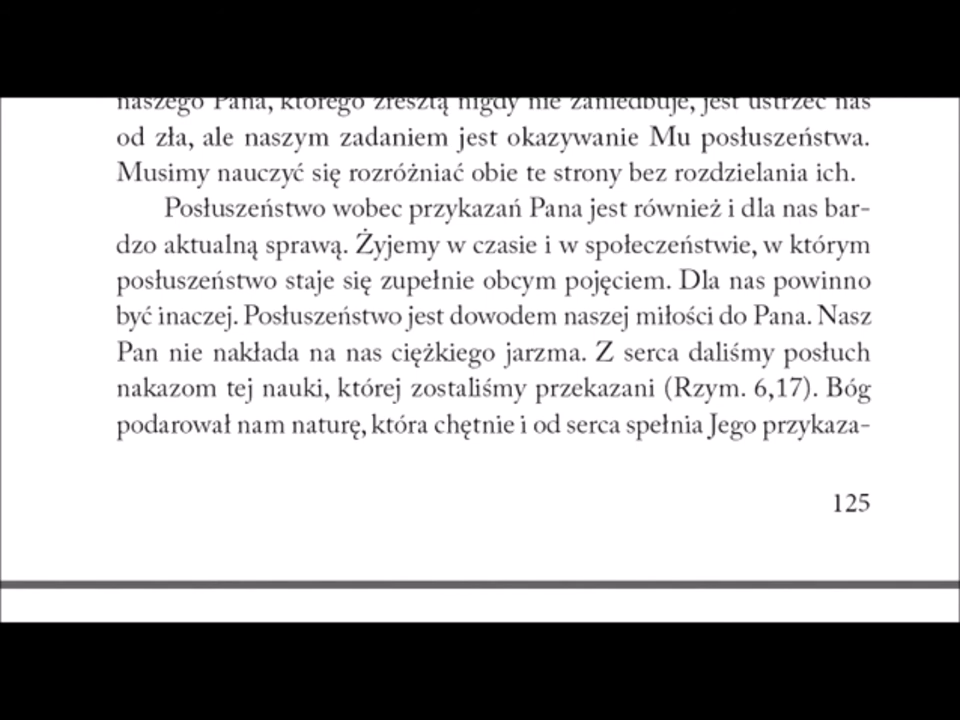 naszego Pana, którego zresztą nigdy nie zaniedbuje, jest ustrzec nas
od zła, ale naszym zadaniem jest okazywanie Mu posłuszeństwa.
Musimy nauczyć się rozróżniać obie te strony bez rozdzielania ich.
Posłuszeństwo wobec przykazań Pana jest również i dla nas bar-
dzo aktualną sprawą. Żyjemy w czasie i w społeczeństwie, w którym
posłuszeństwo staje się zupełnie obcym pojęciem. Dla nas powinno
być inaczej. Posłuszeństwo jest dowodem naszej miłości do Pana. Nasz
Pan nie nakłada na nas ciężkiego jarzma. Z serca daliśmy posłuch
nakazom tej nauki, której zostaliśmy przekazani (Rzym. 6,17). Bóg
podarował nam naturę, która chętnie i od serca spełnia Jego przykaza-
125